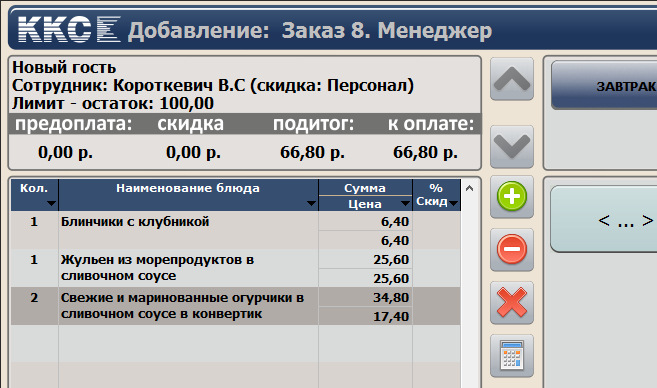 ККС Добавление: Заказ 8. Менеджер
Новый гость
Сотрудник: Короткевич В.С (скидка: Персонал)
Лимит - остаток: 100,00
предоплата: скидка подитог: к оплате:
0,00 р. 0,00 р. 66,80 р. 66,80 р.
ЗАВТРАК
Кол. Наименование блюда Сумма %
Цена Скид
1 Блинчики с клубникой 6,40
6,40
1 Жульен из морепродуктов в 25,60
сливочном соусе 25,60
2 Свежие и маринованные огурчики в 34,80
сливочном соусе в конвертик 17,40
< ... >